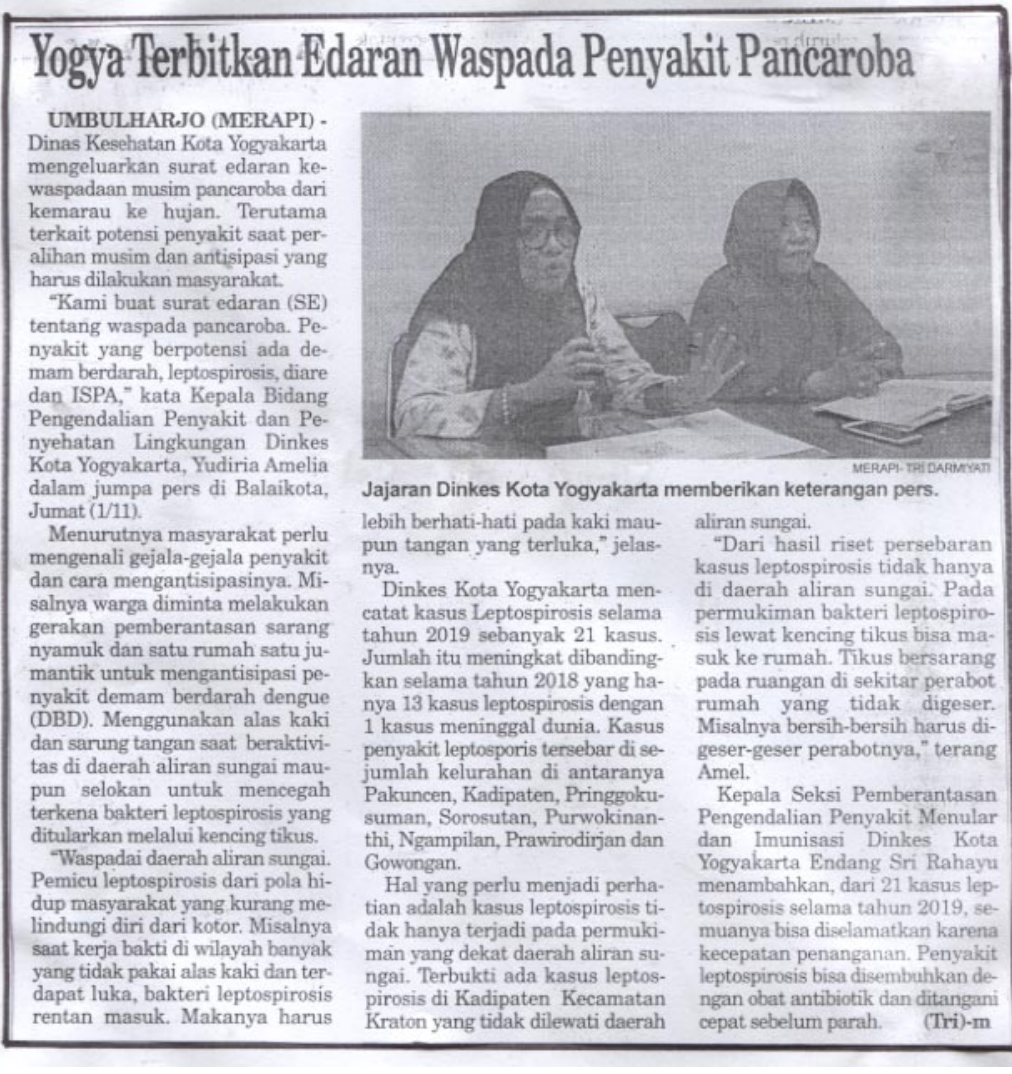 Yogya Terbitkan Edaran Waspada Penyakit Pancaroba
UMBULHARJO (MERAPI) -
Dinas Kesehatan Kota Yogyakarta
mengeluarkan surat edaran ke-
waspadaan musim pancaroba dari
kemarau ke hujan. Terutama
terkait potensi penyakit saat per-
alihan musim dan antisipasi yang
harus dilakukan masyarakat.
"Kami buat surat edaran (SE)
tentang waspada pancaroba. Pe-
nyakit yang berpotensi ada de-
mam berdarah, leptospirosis, diare
dan ISPA," kata Kepala Bidang
Pengendalian Penyakit dan Pe-
nyehatan Lingkungan Dinkes
Kota Yogyakarta, Yudiria Amelia
dalam jumpa pers di Balaikota,
Jumat (1/11).
Menurutnya masyarakat perlu
mengenali gejala-gejala penyakit
dan cara mengantisipasinya. Mi-
salnya warga diminta melakukan
gerakan pemberantasan sarang
nyamuk dan satu rumah satu ju-
mantik untuk mengantisipasi pe-
nyakit demam berdarah dengue
(DBD). Menggunakan alas kaki
dan sarung tangan saat beraktivi-
tas di daerah aliran sungai mau-
pun selokan untuk mencegah
terkena bakteri leptospirosis yang
ditularkan melalui kencing tikus.
"Waspadai daerah aliran sungai.
Pemicu leptospirosis dari pola hi-
dup masyarakat yang kurang me-
lindungi diri dari kotor. Misalnya
saat kerja bakti di wilayah banyak
yang tidak pakai alas kaki dan ter-
dapat luka, bakteri leptospirosis
rentan masuk. Makanya harus
MERAPI- TRI DARMIYATI
Jajaran Dinkes Kota Yogyakarta memberikan keterangan pers.
lebih berhati-hati pada kaki mau-
pun tangan yang terluka," jelas-
nya.
Dinkes Kota Yogyakarta men-
catat kasus Leptospirosis selama
tahun 2019 sebanyak 21 kasus.
Jumlah itu meningkat dibanding-
kan selama tahun 2018 yang ha-
nya 13 kasus leptospirosis dengan
1 kasus meninggal dunia. Kasus
penyakit leptosporis tersebar di se-
jumlah kelurahan di antaranya
Pakuncen, Kadipaten, Pringgoku-
suman, Sorosutan, Purwokinan-
thi, Ngampilan, Prawirodirjan dan
Gowongan.
Hal yang perlu menjadi perha-
tian adalah kasus leptospirosis ti-
dak hanya terjadi pada permuki-
man yang dekat daerah aliran su-
ngai. Terbukti ada kasus leptos-
pirosis di Kadipaten Kecamatan
Kraton yang tidak dilewati daerah
aliran sungai.
"Dari hasil riset persebaran
kasus leptospirosis tidak hanya
di daerah aliran sungai. Pada
permukiman bakteri leptospiro-
sis lewat kencing tikus bisa ma-
suk ke rumah. Tikus bersarang
pada ruangan di sekitar perabot
rumah yang tidak digeser.
Misalnya bersih-bersih harus di-
geser-geser perabotnya," terang
Amel.
Kepala Seksi Pemberantasan
Pengendalian Penyakit Menular
dan Imunisasi Dinkes Kota
Yogyakarta Endang Sri Rahayu
menambahkan, dari 21 kasus lep-
tospirosis selama tahun 2019, se-
muanya bisa diselamatkan karena
kecepatan penanganan. Penyakit
leptospirosis bisa disembuhkan de-
ngan obat antibiotik dan ditangani
cepat sebelum parah. (Tri)-m